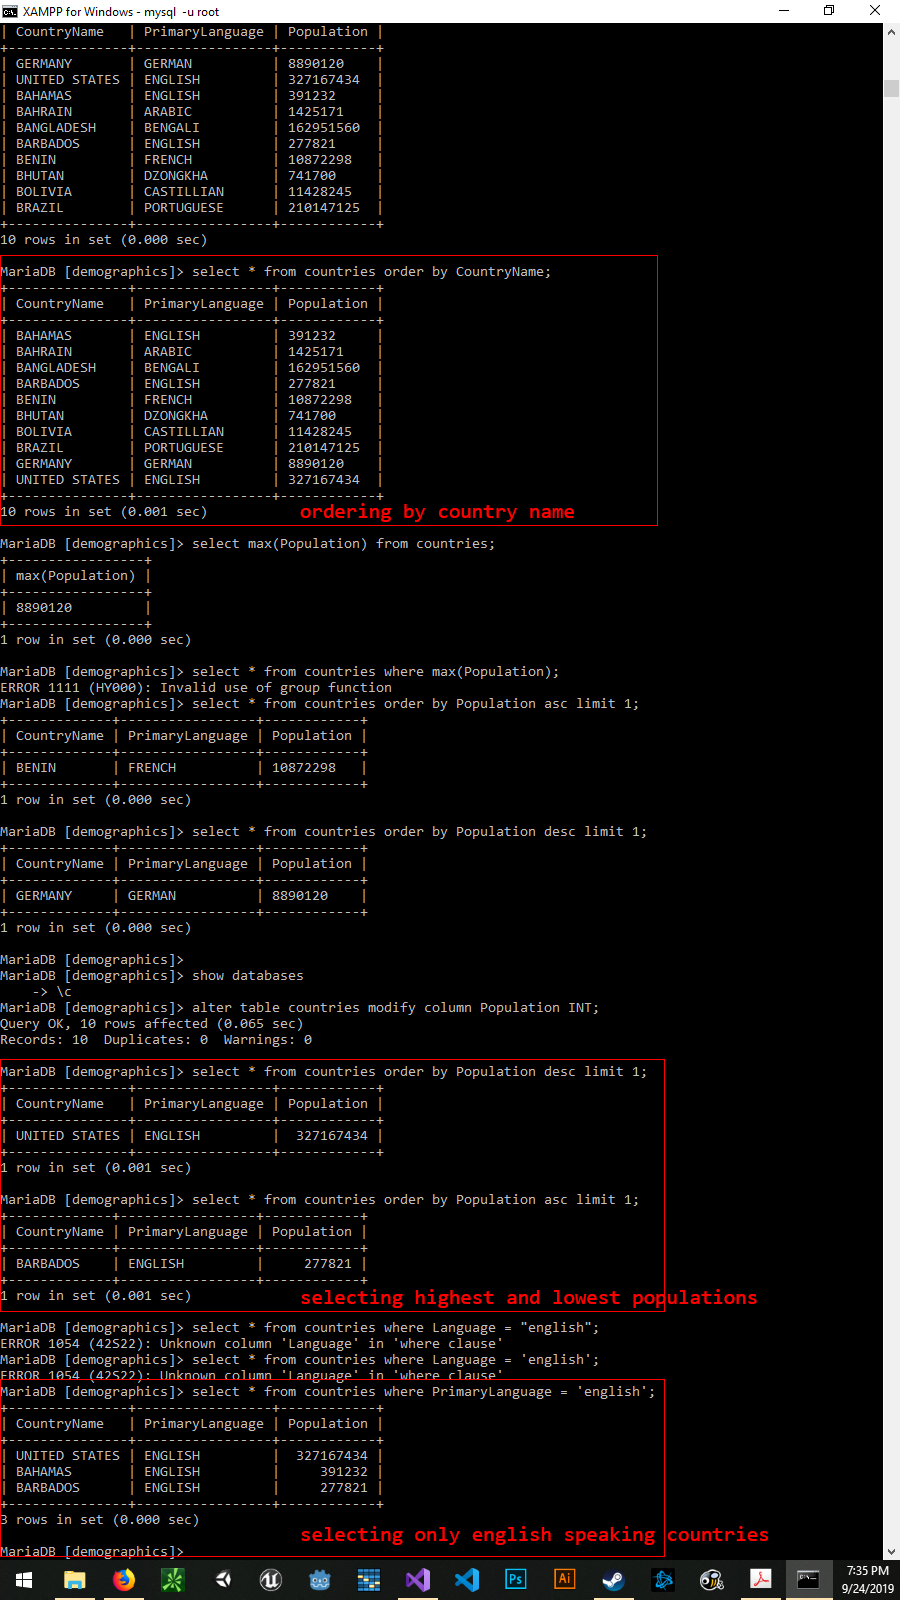 XAMPP for Windows - mysql -u root
| CountryName   | PrimaryLanguage | Population |
+---------------+-----------------+------------+
| GERMANY       | GERMAN          | 8890120    |
| UNITED STATES | ENGLISH         | 327167434  |
| BAHAMAS       | ENGLISH         | 391232     |
| BAHRAIN       | ARABIC          | 1425171    |
| BANGLADESH    | BENGALI         | 162951560  |
| BARBADOS      | ENGLISH         | 277821     |
| BENIN         | FRENCH          | 10872298   |
| BHUTAN        | DZONGKHA        | 741700     |
| BOLIVIA       | CASTILLIAN      | 11428245   |
| BRAZIL        | PORTUGUESE      | 210147125  |
+---------------+-----------------+------------+
10 rows in set (0.000 sec)
MariaDB [demographics]> select * from countries order by CountryName;
+---------------+-----------------+------------+
| CountryName   | PrimaryLanguage | Population |
+---------------+-----------------+------------+
| BAHAMAS       | ENGLISH         | 391232     |
| BAHRAIN       | ARABIC          | 1425171    |
| BANGLADESH    | BENGALI         | 162951560  |
| BARBADOS      | ENGLISH         | 277821     |
| BENIN         | FRENCH          | 10872298   |
| BHUTAN        | DZONGKHA        | 741700     |
| BOLIVIA       | CASTILLIAN      | 11428245   |
| BRAZIL        | PORTUGUESE      | 210147125  |
| GERMANY       | GERMAN          | 8890120    |
| UNITED STATES | ENGLISH         | 327167434  |
+---------------+-----------------+------------+
10 rows in set (0.001 sec)
ordering by country name
MariaDB [demographics]> select max(Population) from countries;
+-----------------+
| max(Population) |
+-----------------+
| 8890120         |
+-----------------+
1 row in set (0.000 sec)
MariaDB [demographics]> select * from countries where max(Population);
ERROR 1111 (HY000): Invalid use of group function
MariaDB [demographics]> select * from countries order by Population asc limit 1;
+-------------+-----------------+------------+
| CountryName | PrimaryLanguage | Population |
+-------------+-----------------+------------+
| BENIN       | FRENCH          | 10872298   |
+-------------+-----------------+------------+
1 row in set (0.000 sec)
MariaDB [demographics]> select * from countries order by Population desc limit 1;
+-------------+-----------------+------------+
| CountryName | PrimaryLanguage | Population |
+-------------+-----------------+------------+
| GERMANY     | GERMAN          | 8890120    |
+-------------+-----------------+------------+
1 row in set (0.000 sec)
MariaDB [demographics]>
MariaDB [demographics]> show databases
    -> \c
MariaDB [demographics]> alter table countries modify column Population INT;
Query OK, 10 rows affected (0.065 sec)
Records: 10  Duplicates: 0  Warnings: 0
MariaDB [demographics]> select * from countries order by Population desc limit 1;
+---------------+-----------------+------------+
| CountryName   | PrimaryLanguage | Population |
+---------------+-----------------+------------+
| UNITED STATES | ENGLISH         |  327167434 |
+---------------+-----------------+------------+
1 row in set (0.001 sec)
MariaDB [demographics]> select * from countries order by Population asc limit 1;
+-------------+-----------------+------------+
| CountryName | PrimaryLanguage | Population |
+-------------+-----------------+------------+
| BARBADOS    | ENGLISH         |     277821 |
+-------------+-----------------+------------+
1 row in set (0.001 sec)
selecting highest and lowest populations
MariaDB [demographics]> select * from countries where Language = "english";
ERROR 1054 (42S22): Unknown column 'Language' in 'where clause'
MariaDB [demographics]> select * from countries where Language = 'english';
ERROR 1054 (42S22): Unknown column 'Language' in 'where clause'
MariaDB [demographics]> select * from countries where PrimaryLanguage = 'english';
+---------------+-----------------+------------+
| CountryName   | PrimaryLanguage | Population |
+---------------+-----------------+------------+
| UNITED STATES | ENGLISH         |  327167434 |
| BAHAMAS       | ENGLISH         |     391232 |
| BARBADOS      | ENGLISH         |     277821 |
+---------------+-----------------+------------+
3 rows in set (0.000 sec)
selecting only english speaking countries
MariaDB [demographics]>
Ps
Ai
7:35 PM
9/24/2019